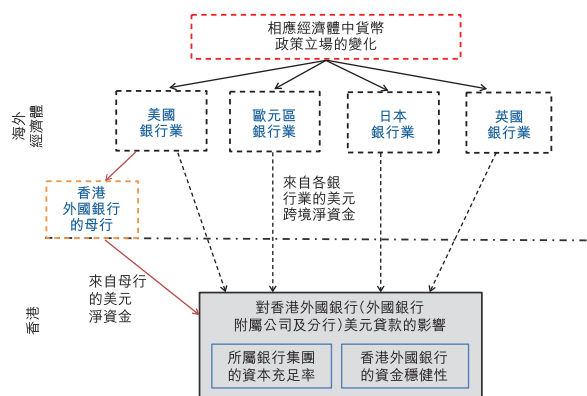 相應經濟體中貨幣
政策立場的變化
海外
經濟體
美國
銀行業
歐元區
銀行業
日本
銀行業
英國
銀行業
香港
外國銀行
的母行
來自各銀
行業的美元
跨境淨資金
來自母行
的美元
淨資金
香港
對香港外國銀行(外國銀行
附屬公司及分行)美元貸款的影響
所屬銀行集團
的資本充足率
香港外國銀行
的資金穩健性